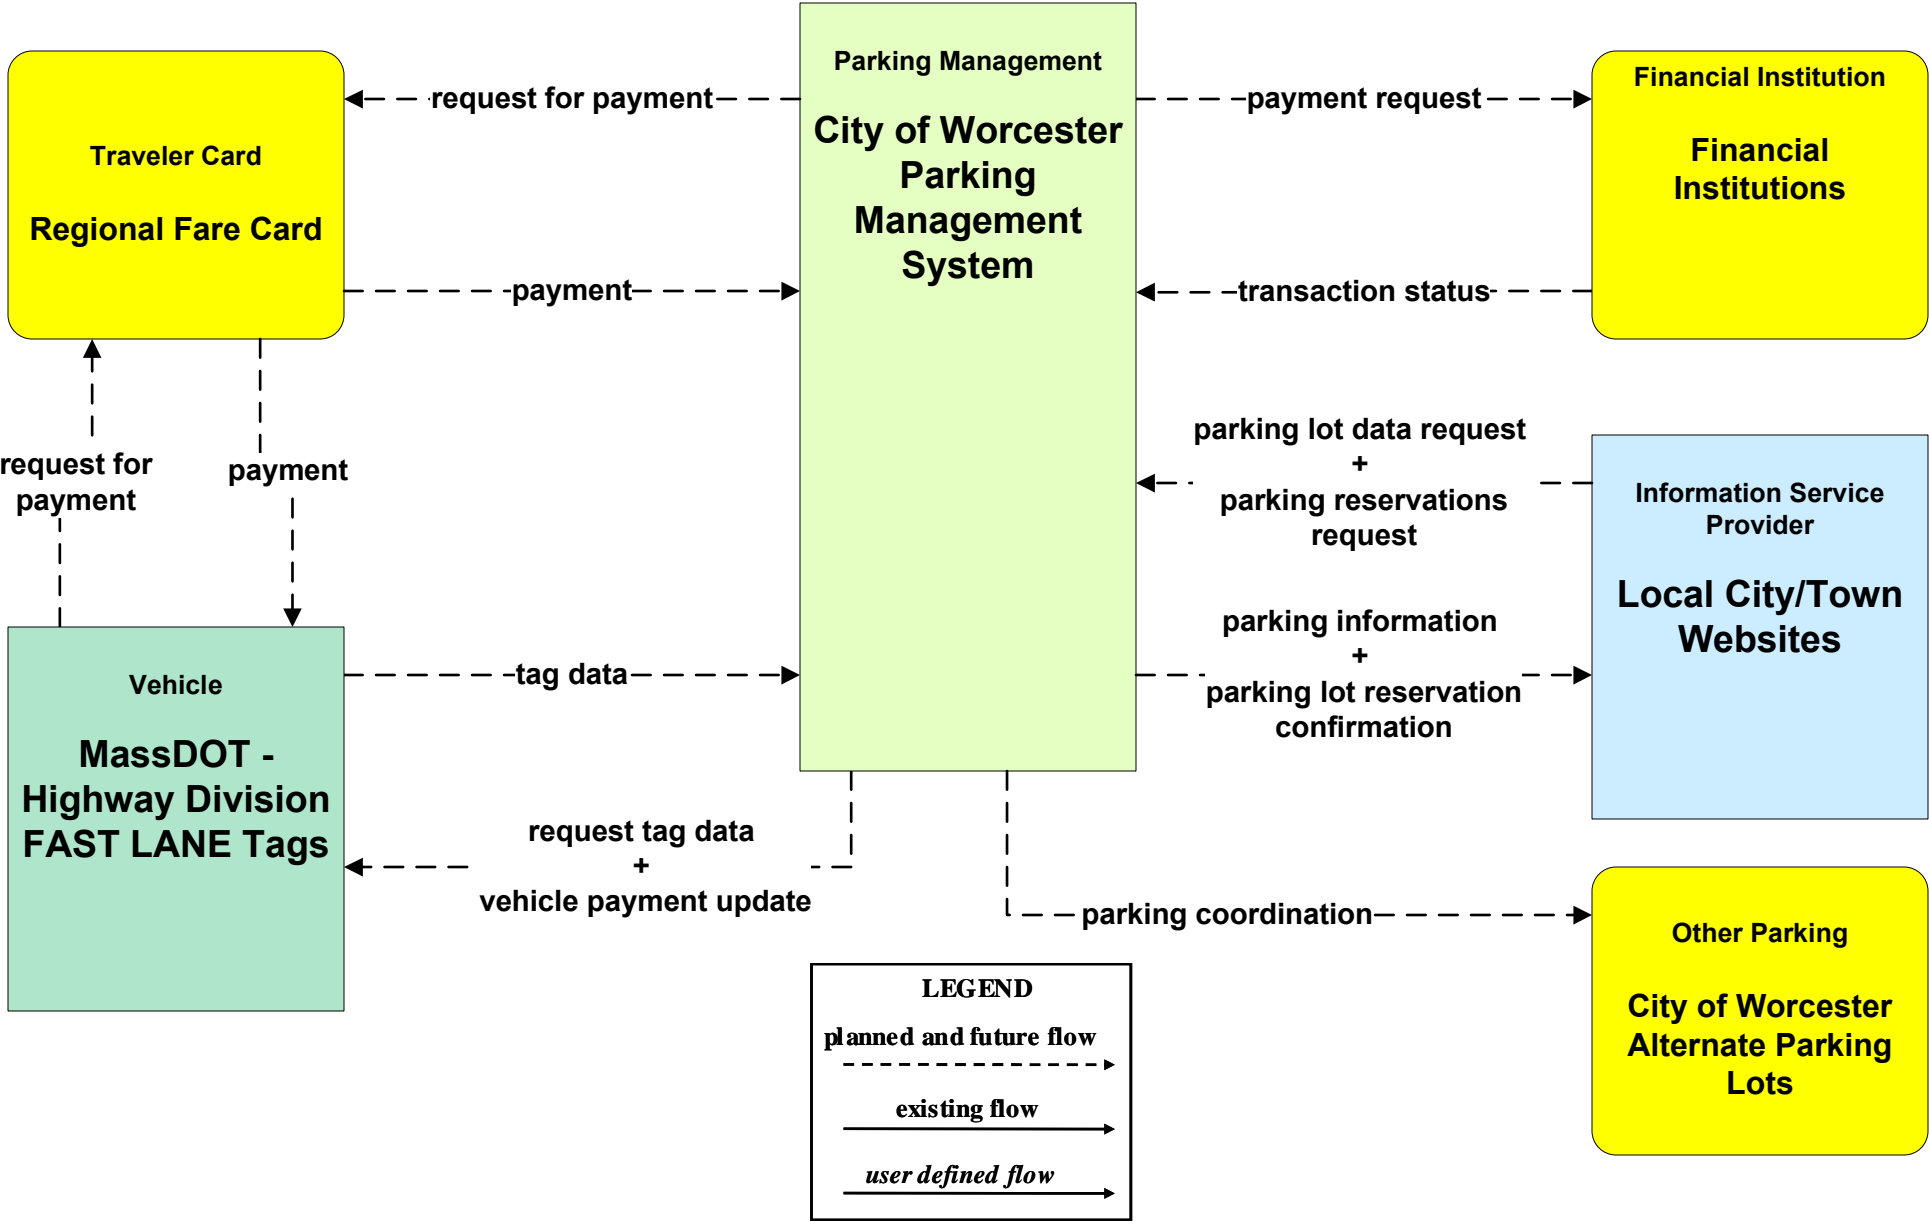 Parking Management
City of Worcester
Parking
Management
System
Traveler Card
Regional Fare Card
request for payment
payment
Financial Institution
Financial
Institutions
payment request
transaction status
request for
payment
payment
parking lot data request
+
parking reservations
request
Information Service
Provider
Local City/Town
Websites
parking information
+
parking lot reservation
confirmation
Vehicle
MassDOT -
Highway Division
FAST LANE Tags
tag data
request tag data
+
vehicle payment update
parking coordination
Other Parking
City of Worcester
Alternate Parking
Lots
LEGEND
planned and future flow
existing flow
user defined flow